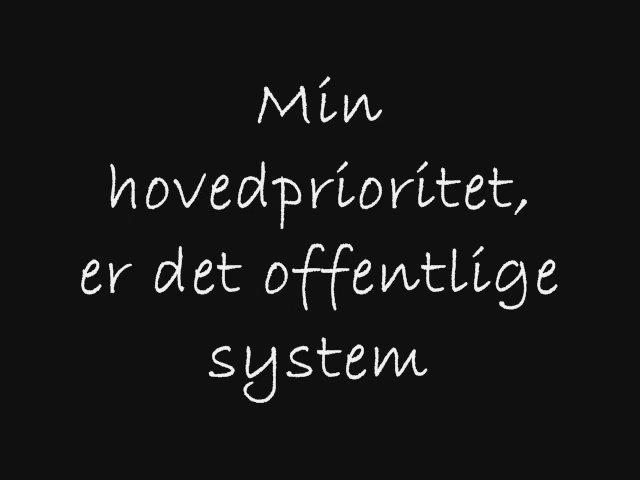 Min
hovedprioritet,
er det offentlige
system